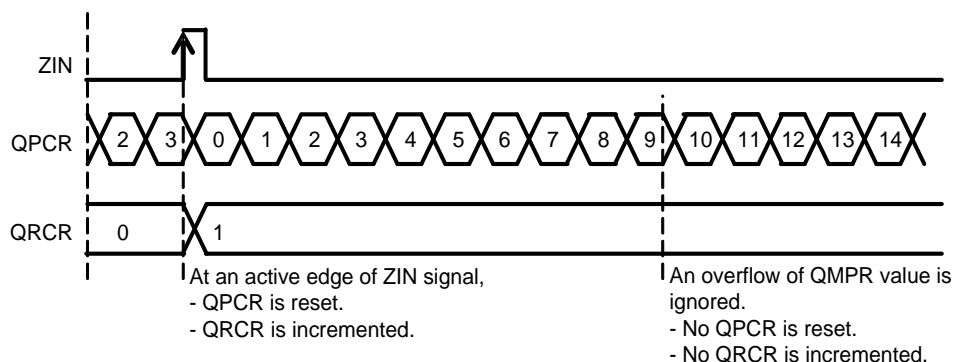 ZIN
QPCR 2 3 0 1 2 3 4 5 6 7 8 9 10 11 12 13 14
QRCR 0 1
At an active edge of ZIN signal,
- QPCR is reset.
- QRCR is incremented.
An overflow of QMPR value is
ignored.
- No QPCR is reset.
- No QRCR is incremented.